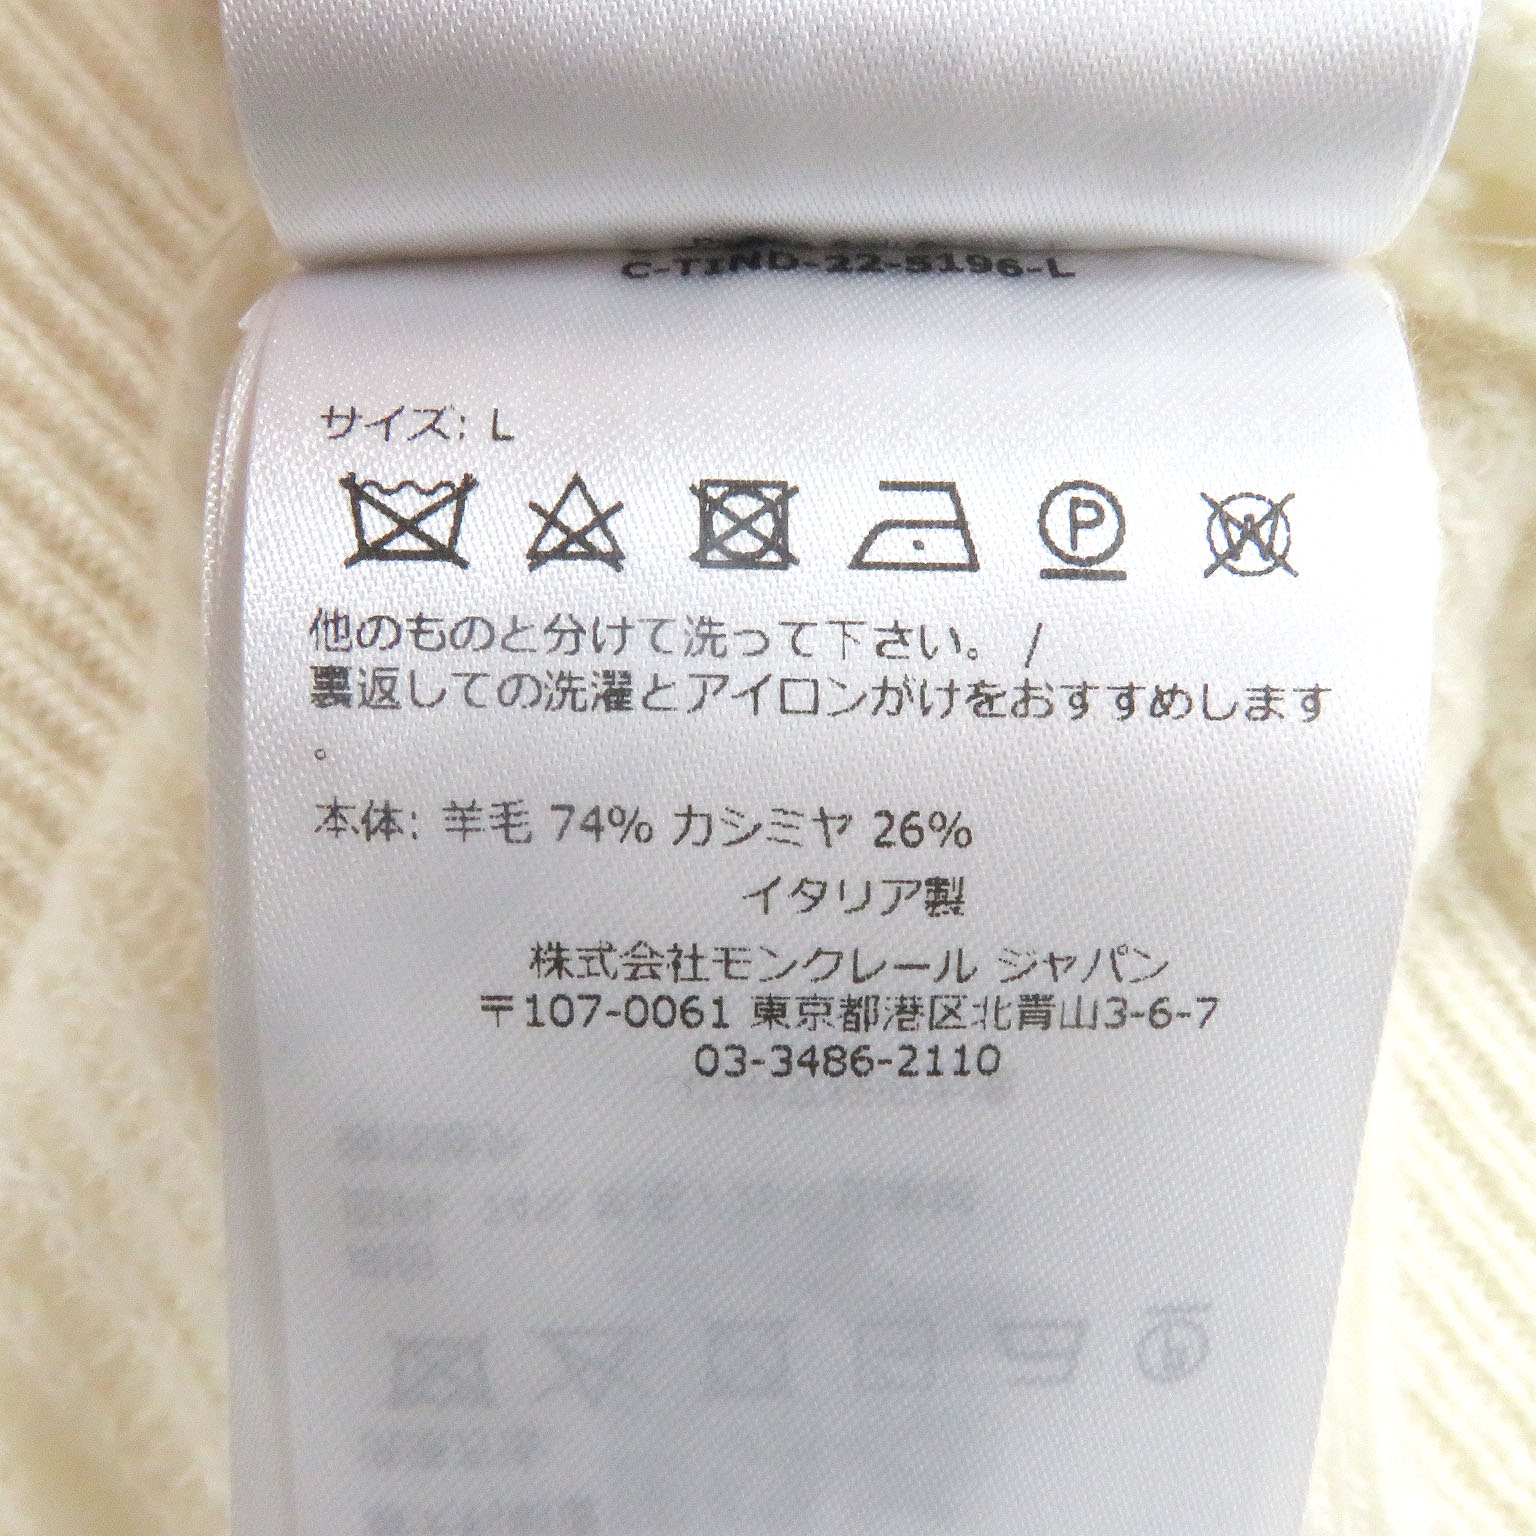 C-TIND-22-5196-L
サイズ: L
P
W
他のものと分けて洗って下さい。 /
裏返しての洗濯とアイロンがけをおすすめします
。
本体: 羊毛 74% カシミヤ 26%
イタリア製
株式会社モンクレール ジャパン
〒107-0061 東京都港区北青山3-6-7
03-3486-2110